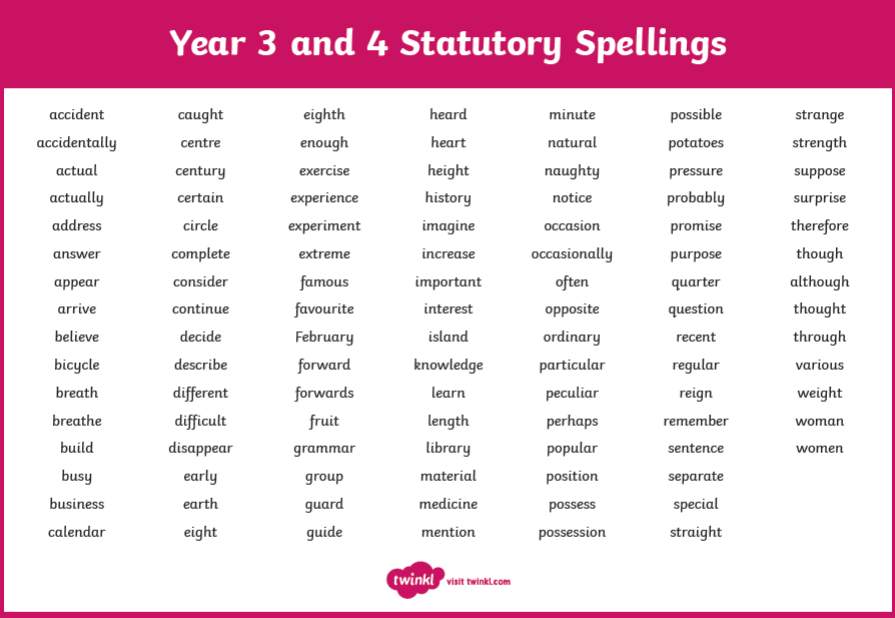 Year 3 and 4 Statutory Spellings
accident caught eighth heard minute possible strange
accidentally centre enough heart natural potatoes strength
actual century exercise height naughty pressure suppose
actually certain experience history notice probably surprise
address circle experiment imagine occasion promise therefore
answer complete extreme increase occasionally purpose though
appear consider famous important often quarter although
arrive continue favourite interest opposite question thought
believe decide February island ordinary recent through
bicycle describe forward knowledge particular regular various
breath different forwards learn peculiar reign weight
breathe difficult fruit length perhaps remember woman
build disappear grammar library popular sentence women
busy early group material position separate
business earth guard medicine possess special
calendar eight guide mention possession straight
twinkl visit twinkl.com